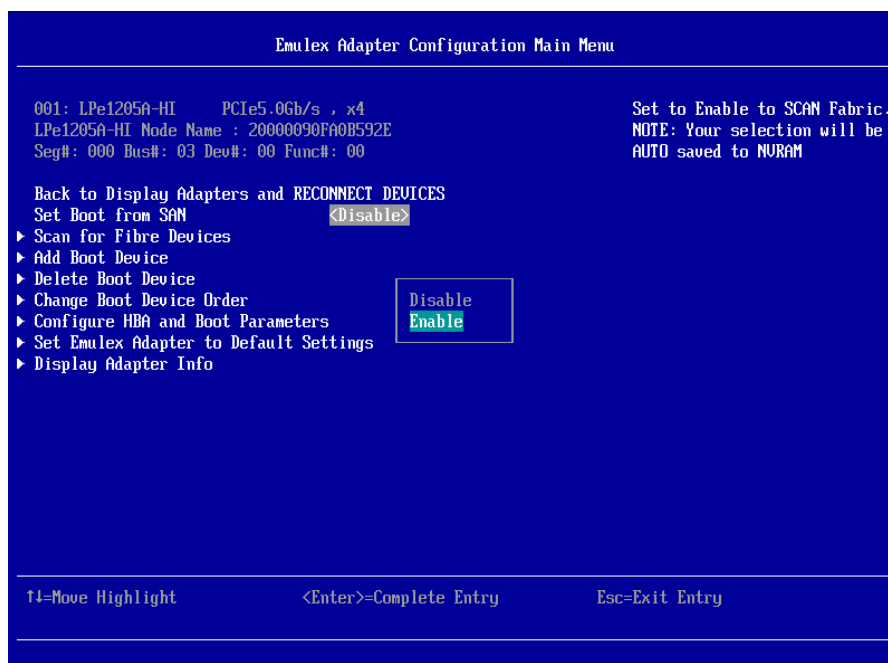 Emulex Adapter Configuration Main Menu
001: LPe1205A-HI PCIe5.0Gb/s , x4
Set to Enable to SCAN Fabric.
LPe1205A-HI Node Name : 20000090FA0B592E
NOTE: Your selection will be
Seg#: 000 Bus#: 03 Dev#: 00 Func#: 00
AUTO saved to NVRAM
Back to Display Adapters and RECONNECT DEVICES
Set Boot from SAN <Disable>
Scan for Fibre Devices
Add Boot Device
Delete Boot Device
Change Boot Device Order
Disable
Configure HBA and Boot Parameters
Enable
Set Emulex Adapter to Default Settings
Display Adapter Info
↑↓=Move Highlight <Enter>=Complete Entry Esc=Exit Entry